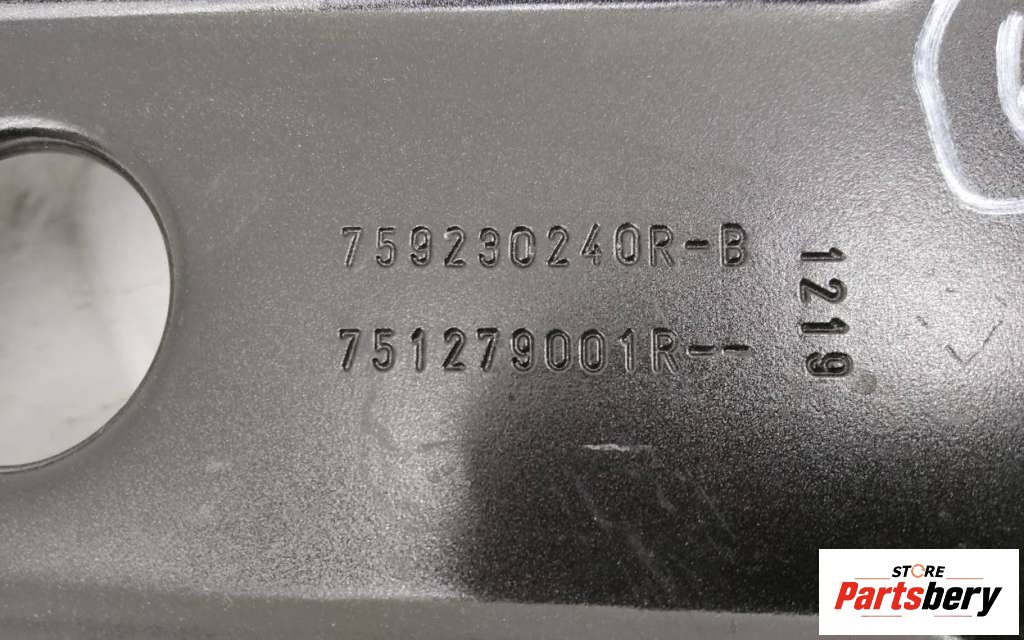 759230240R-B
751279001R--
1219
STORE
Partsbery